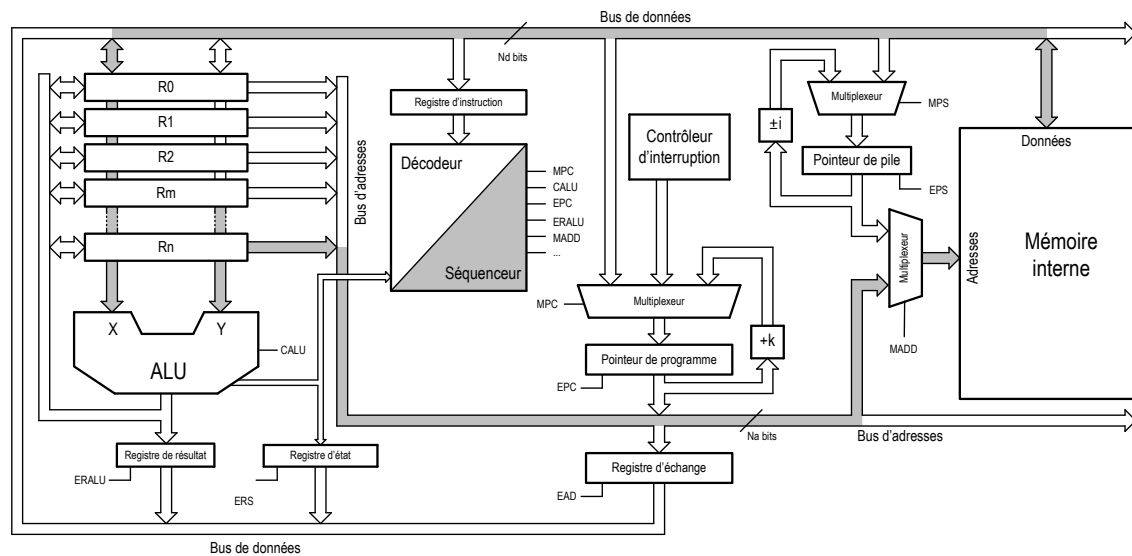 Bus de données
Nd bits
R0
R1
R2
Rm
Rn
Bus d'adresses
Registre d'instruction
Décodeur
Séquenceur
MPC
CALU
EPC
ERALU
MADD
...
Contrôleur
d'interruption
Multiplexeur
MPS
±i
Pointeur de pile
EPS
Multiplexeur
MADD
Données
Adresses
Mémoire
interne
X
Y
ALU
CALU
MPC
Multiplexeur
+k
Pointeur de programme
EPC
Na bits
Bus d'adresses
Registre de résultat
ERALU
Registre d'état
ERS
Registre d'échange
EAD
Bus de données